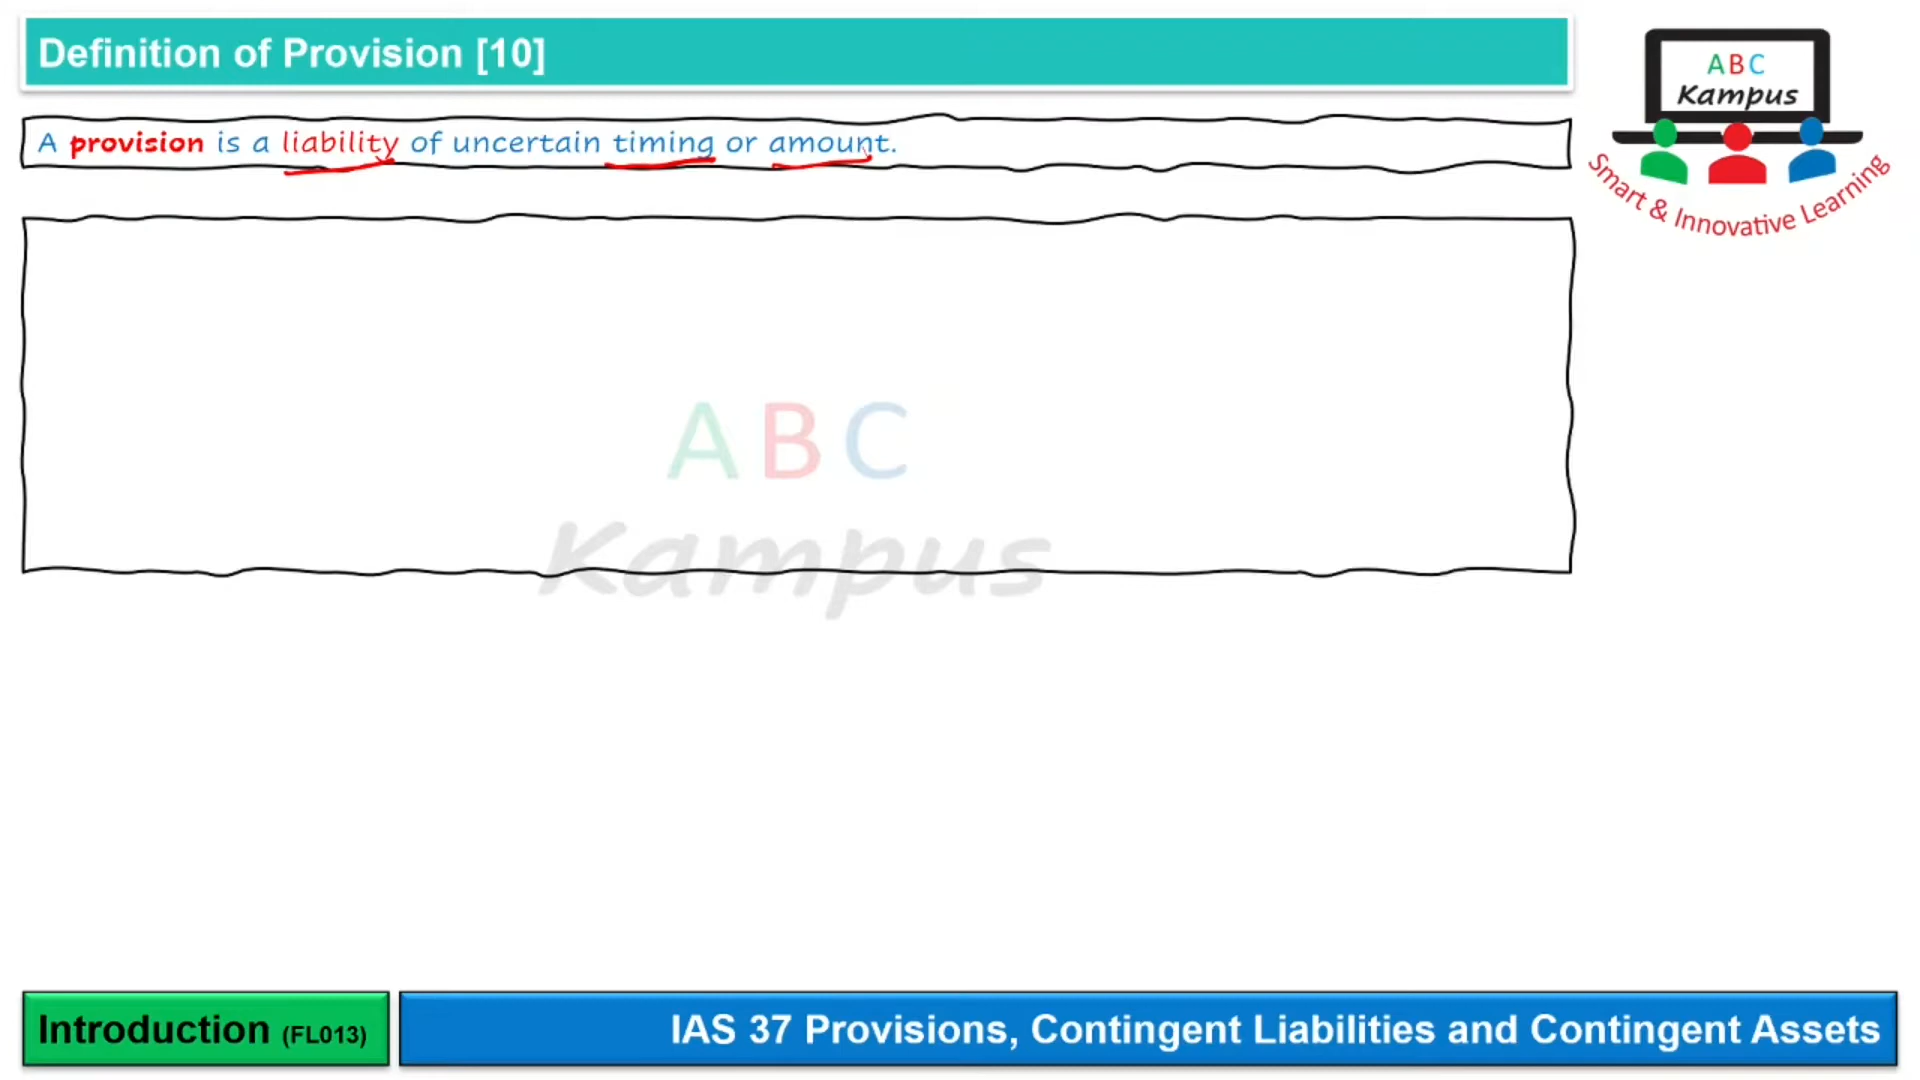 Definition of Provision [10]
A provision is a liability of uncertain timing or amount.
ABC
Kampus
Smart & Innovative Learning
ABC
Kampus
Introduction (FL013)
IAS 37 Provisions, Contingent Liabilities and Contingent Assets